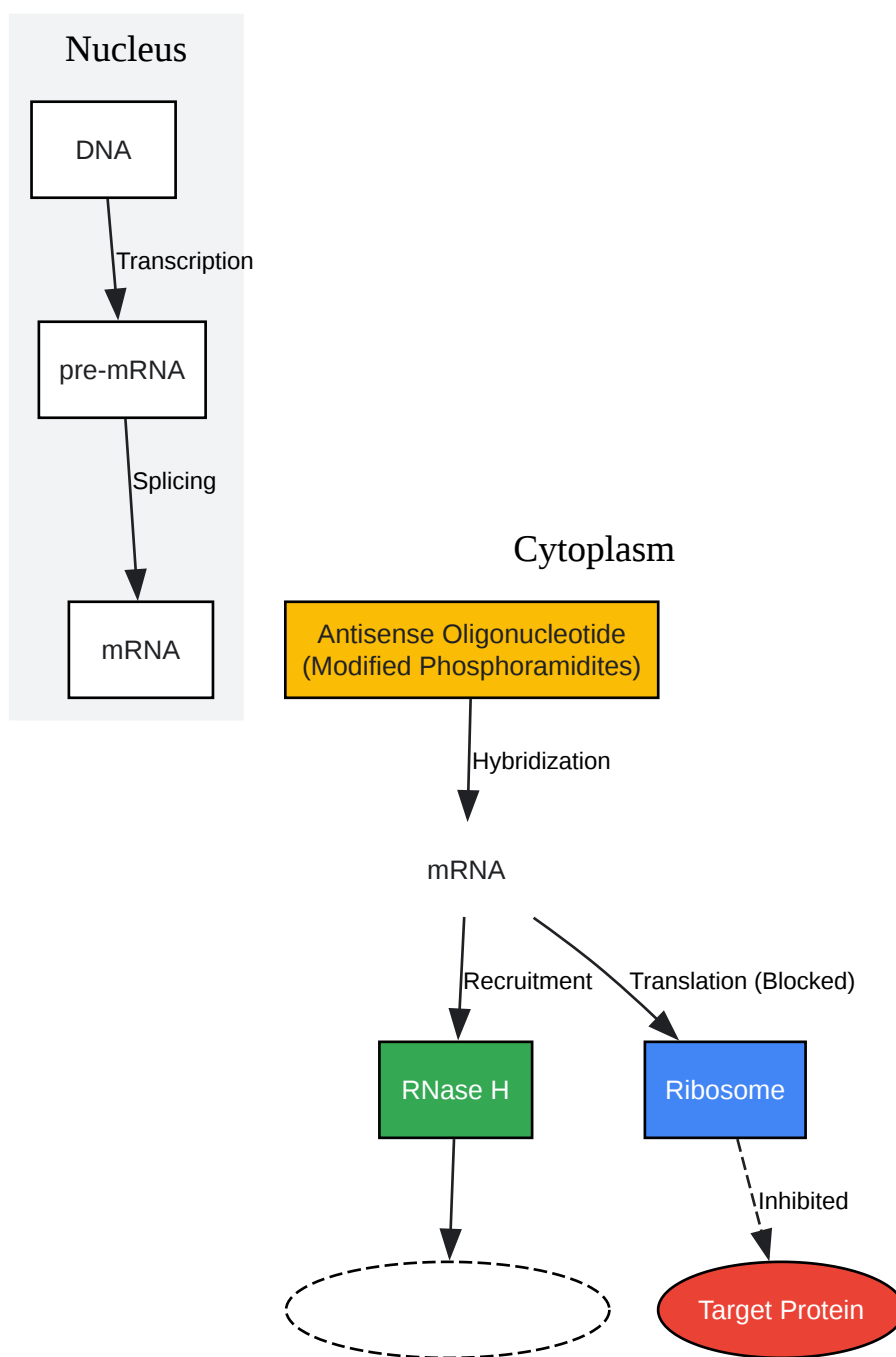 Nucleus
DNA
Transcription
pre-mRNA
Splicing
mRNA
Cytoplasm
Antisense Oligonucleotide
(Modified Phosphoramidites)
Hybridization
mRNA
Recruitment
Translation (Blocked)
RNase H
Ribosome
Inhibited
Target Protein